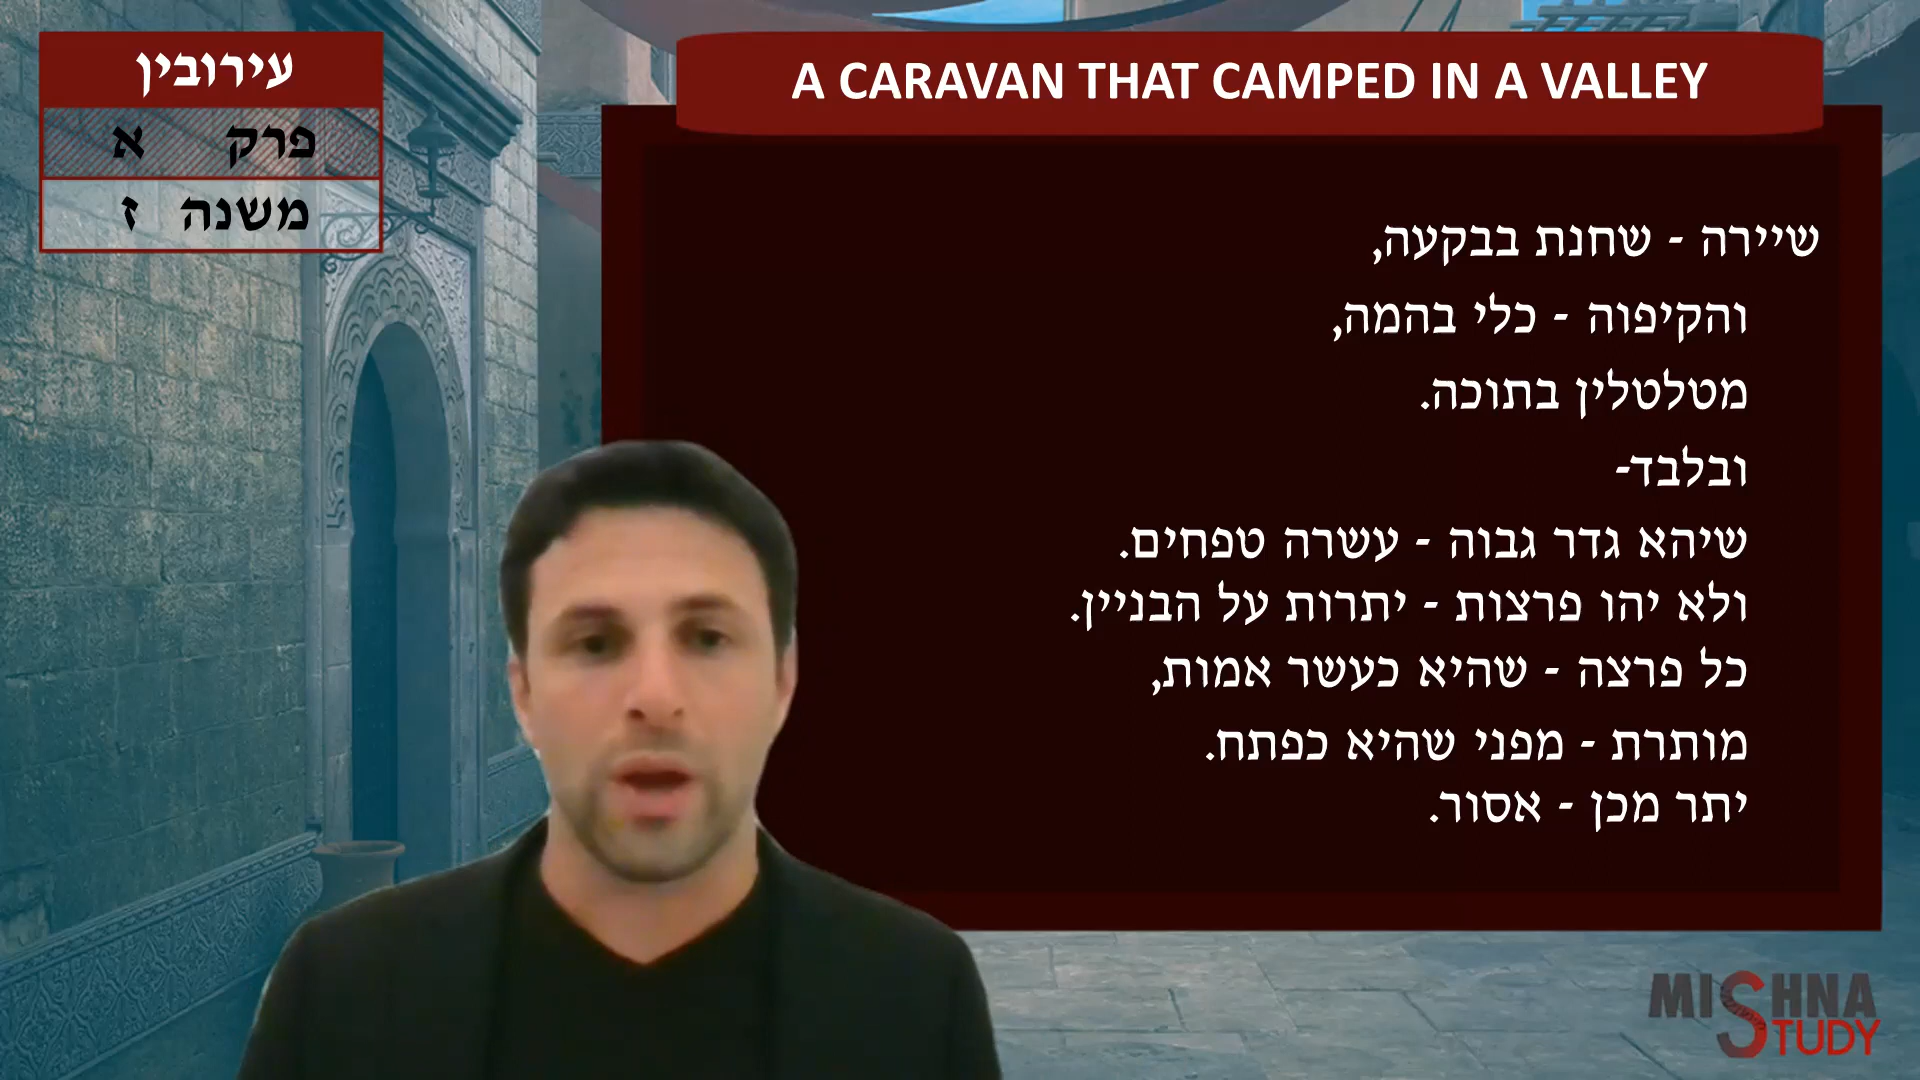 עירובין
פרק א
משנה ז
A CARAVAN THAT CAMPED IN A VALLEY
שיירה - שחנת בבקעה,
והקיפוה - כלי בהמה,
מטלטלין בתוכה.
ובלבד-
שיהא גדר גבוה - עשרה טפחים.
ולא יהו פרצות - יתרות על הבניין.
כל פרצה - שהיא כעשר אמות,
מותרת - מפני שהיא כפתח.
יתר מכן - אסור.
MISHNA
STUDY